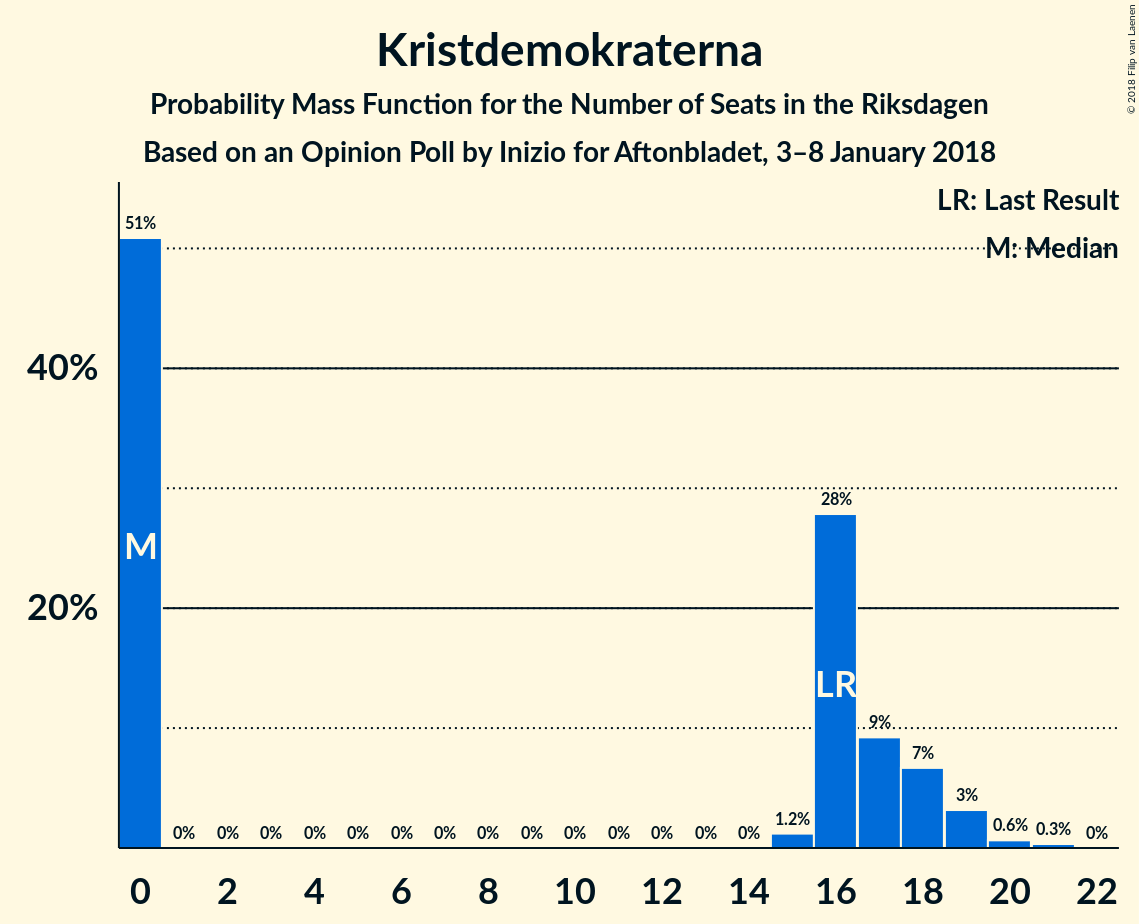 Kristdemokraterna
Probability Mass Function for the Number of Seats in the Riksdagen
Based on an Opinion Poll by Inizio for Aftonbladet, 3–8 January 2018
© 2018 Filip van Laenen
LR: Last Result
M: Median
51%
40%
28%
20%
M
LR
9%
7%
3%
1.2%
0.6%
0.3%
0% 0% 0% 0% 0% 0% 0% 0% 0% 0% 0% 0% 0% 0% 0%
0 2 4 6 8 10 12 14 16 18 20 22